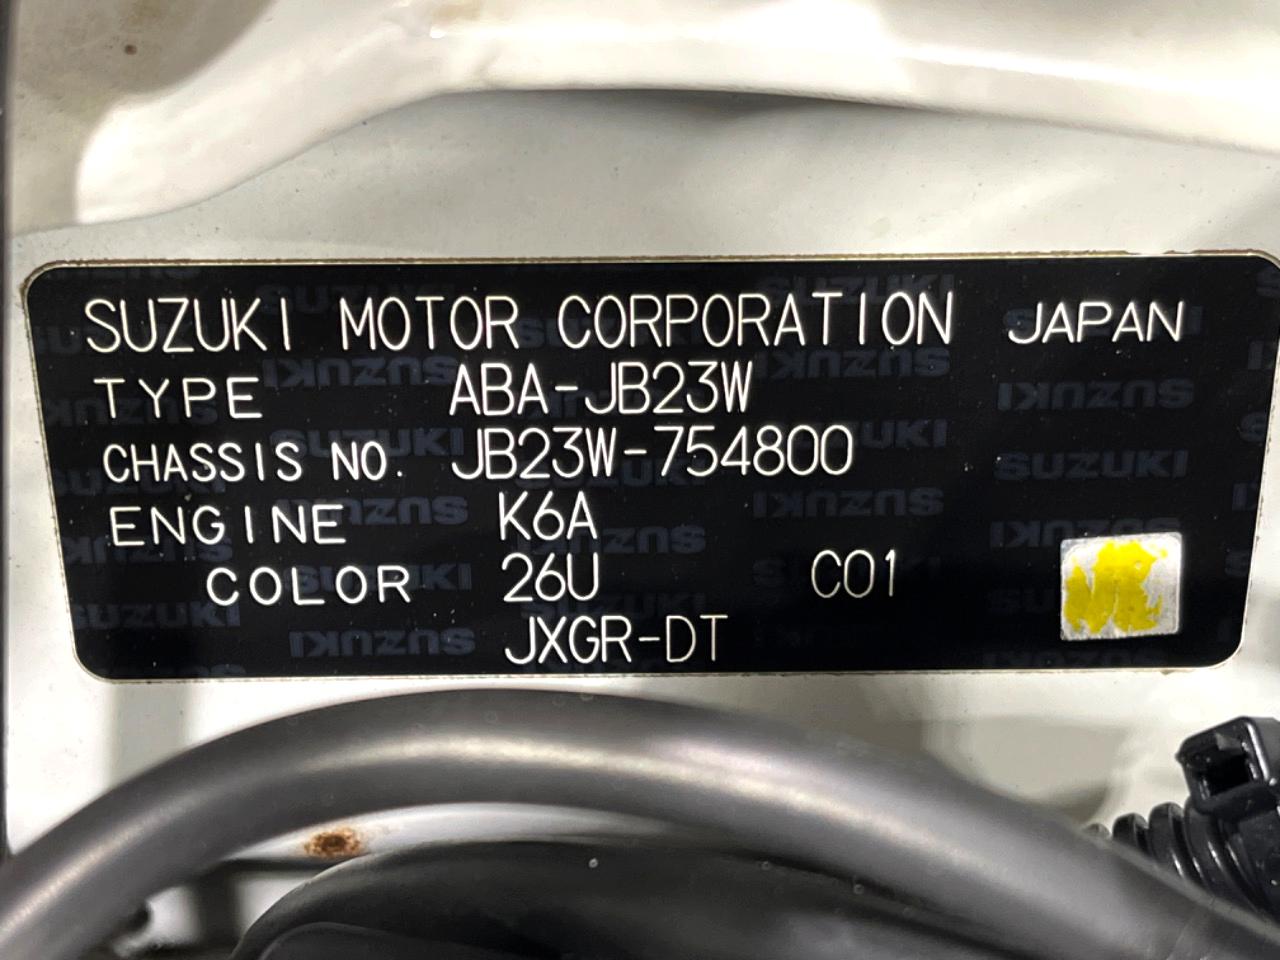 SUZUKI MOTOR CORPORATION JAPAN
TYPE ABA-JB23W
CHASSIS NO. JB23W-754800
ENGINE K6A
COLOR 26U C01
JXGR-DT